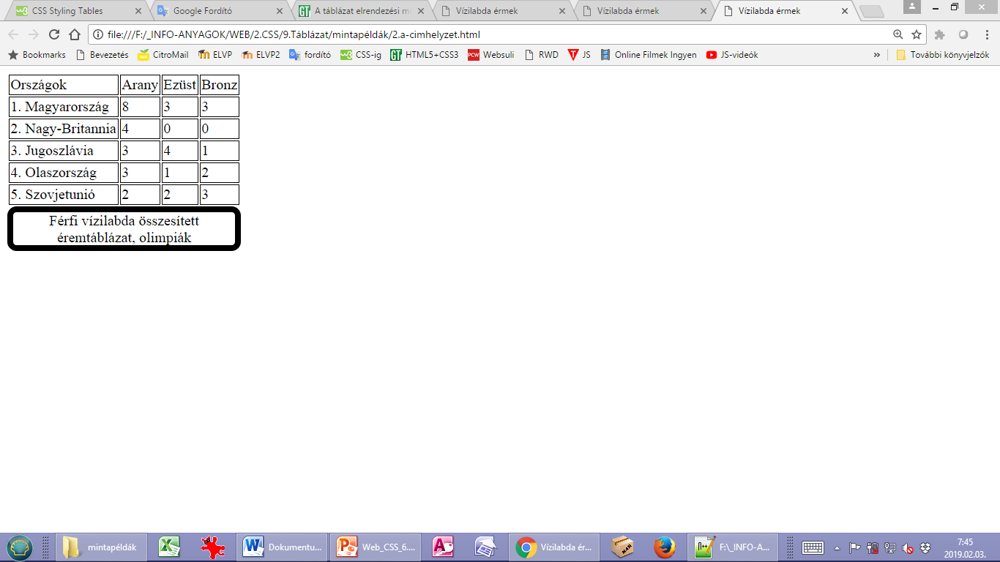 CSS Styling Tables
Google Fordító
A táblázat elrendezési m
Vízilabda érmek
Vízilabda érmek
Vízilabda érmek
file:///F:/_INFO-ANYAGOK/WEB/2.CSS/9.Táblázat/mintapéldák/2.a-cimhelyzet.html
Bookmarks Bevezetés CitroMail ELVP ELVP2 fordító CSS-ig HTML5+CSS3 Websuli RWD JS Online Filmek Ingyen JS-videók » További könyvjelzők
Országok Arany Ezüst Bronz
1. Magyarország 8 3 3
2. Nagy-Britannia 4 0 0
3. Jugoszlávia 3 4 1
4. Olaszország 3 1 2
5. Szovjetunió 2 2 3
Férfi vízilabda összesített
éremtáblázat, olimpiák
mintapéldák
Dokumentu...
Web_CSS_6....
Vízilabda ér...
F:\_INFO-A...
7:45
2019.02.03.